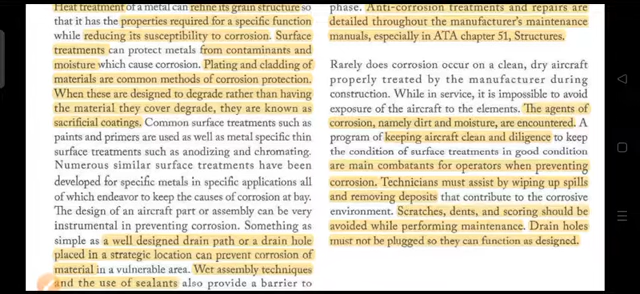 Heat treatment of a metal can refine its grain structure so
that it has the properties required for a specific function
while reducing its susceptibility to corrosion. Surface
treatments can protect metals from contaminants and
moisture which cause corrosion. Plating and cladding of
materials are common methods of corrosion protection.
When these are designed to degrade rather than having
the material they cover degrade, they are known as
sacrificial coatings. Common surface treatments such as
paints and primers are used as well as metal specific thin
surface treatments such as anodizing and chromating.
Numerous similar surface treatments have been
developed for specific metals in specific applications all
of which endeavor to keep the causes of corrosion at bay.
The design of an aircraft part or assembly can be very
instrumental in preventing corrosion. Something as
simple as a well designed drain path or a drain hole
placed in a strategic location can prevent corrosion of
material in a vulnerable area. Wet assembly techniques
and the use of sealants also provide a barrier to
phase. Anti-corrosion treatments and repairs are
detailed throughout the manufacturer's maintenance
manuals, especially in ATA chapter 51, Structures.
Rarely does corrosion occur on a clean, dry aircraft
properly treated by the manufacturer during
construction. While in service, it is impossible to avoid
exposure of the aircraft to the elements. The agents of
corrosion, namely dirt and moisture, are encountered. A
program of keeping aircraft clean and diligence to keep
the condition of surface treatments in good condition
are main combatants for operators when preventing
corrosion. Technicians must assist by wiping up spills
and removing deposits that contribute to the corrosive
environment. Scratches, dents, and scoring should be
avoided while performing maintenance. Drain holes
must not be plugged so they can function as designed.